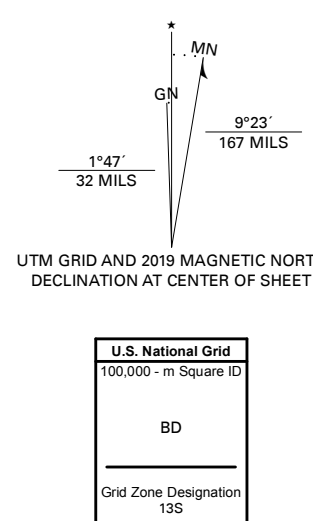 ★
MN
GN
9°23´
167 MILS
1°47´
32 MILS
UTM GRID AND 2019 MAGNETIC NORT
DECLINATION AT CENTER OF SHEET
U.S. National Grid
100,000 - m Square ID
BD
Grid Zone Designation
13S